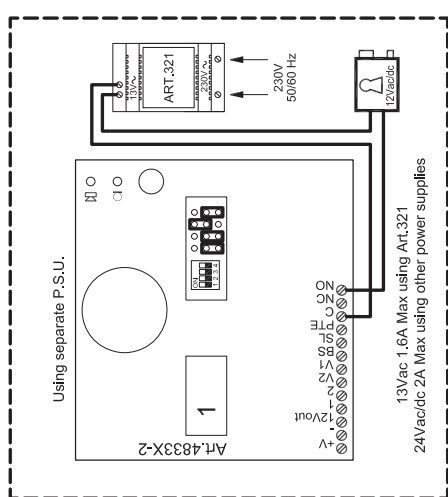 Using separate P.S.U.
13V~
ART.321
230V~
230V
50/60 Hz
12Vac/dc
ON
1 2 3 4
1
Art.4833X-2
+V
-
12Vout
1
2
V2
V1
BS
SL
PTE
C
NC
NO
13Vac 1.6A Max using Art.321
24Vac/dc 2A Max using other power supplies